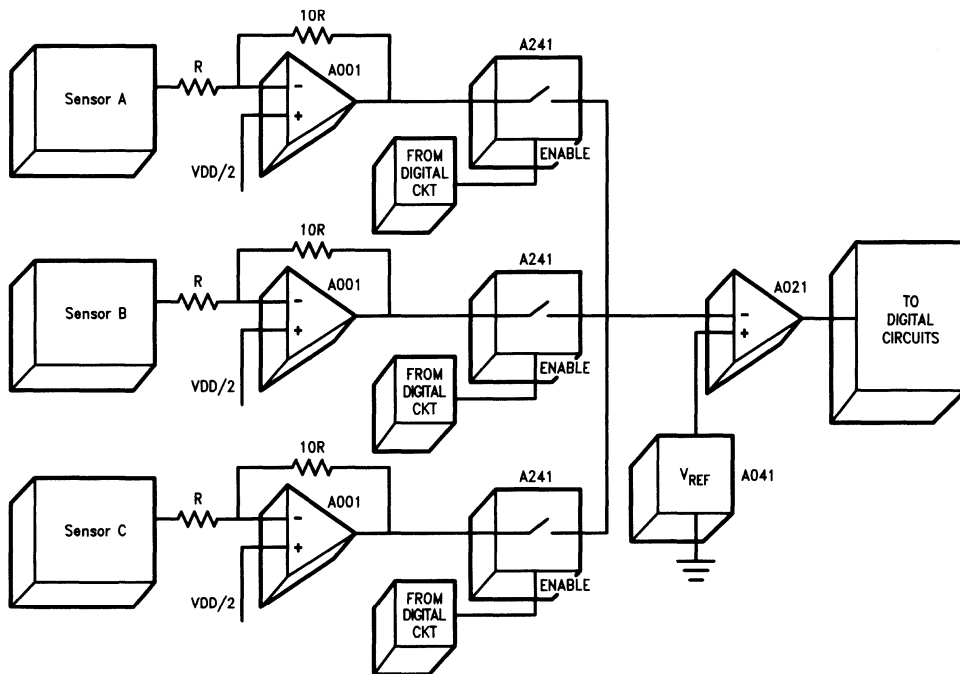 10R
A241
R
A001
Sensor A
VDD/2
FROM
DIGITAL
CKT
ENABLE
10R
A241
R
A001
Sensor B
VDD/2
FROM
DIGITAL
CKT
ENABLE
A021
TO
DIGITAL
CIRCUITS
VREF
A041
10R
A241
R
A001
Sensor C
VDD/2
FROM
DIGITAL
CKT
ENABLE